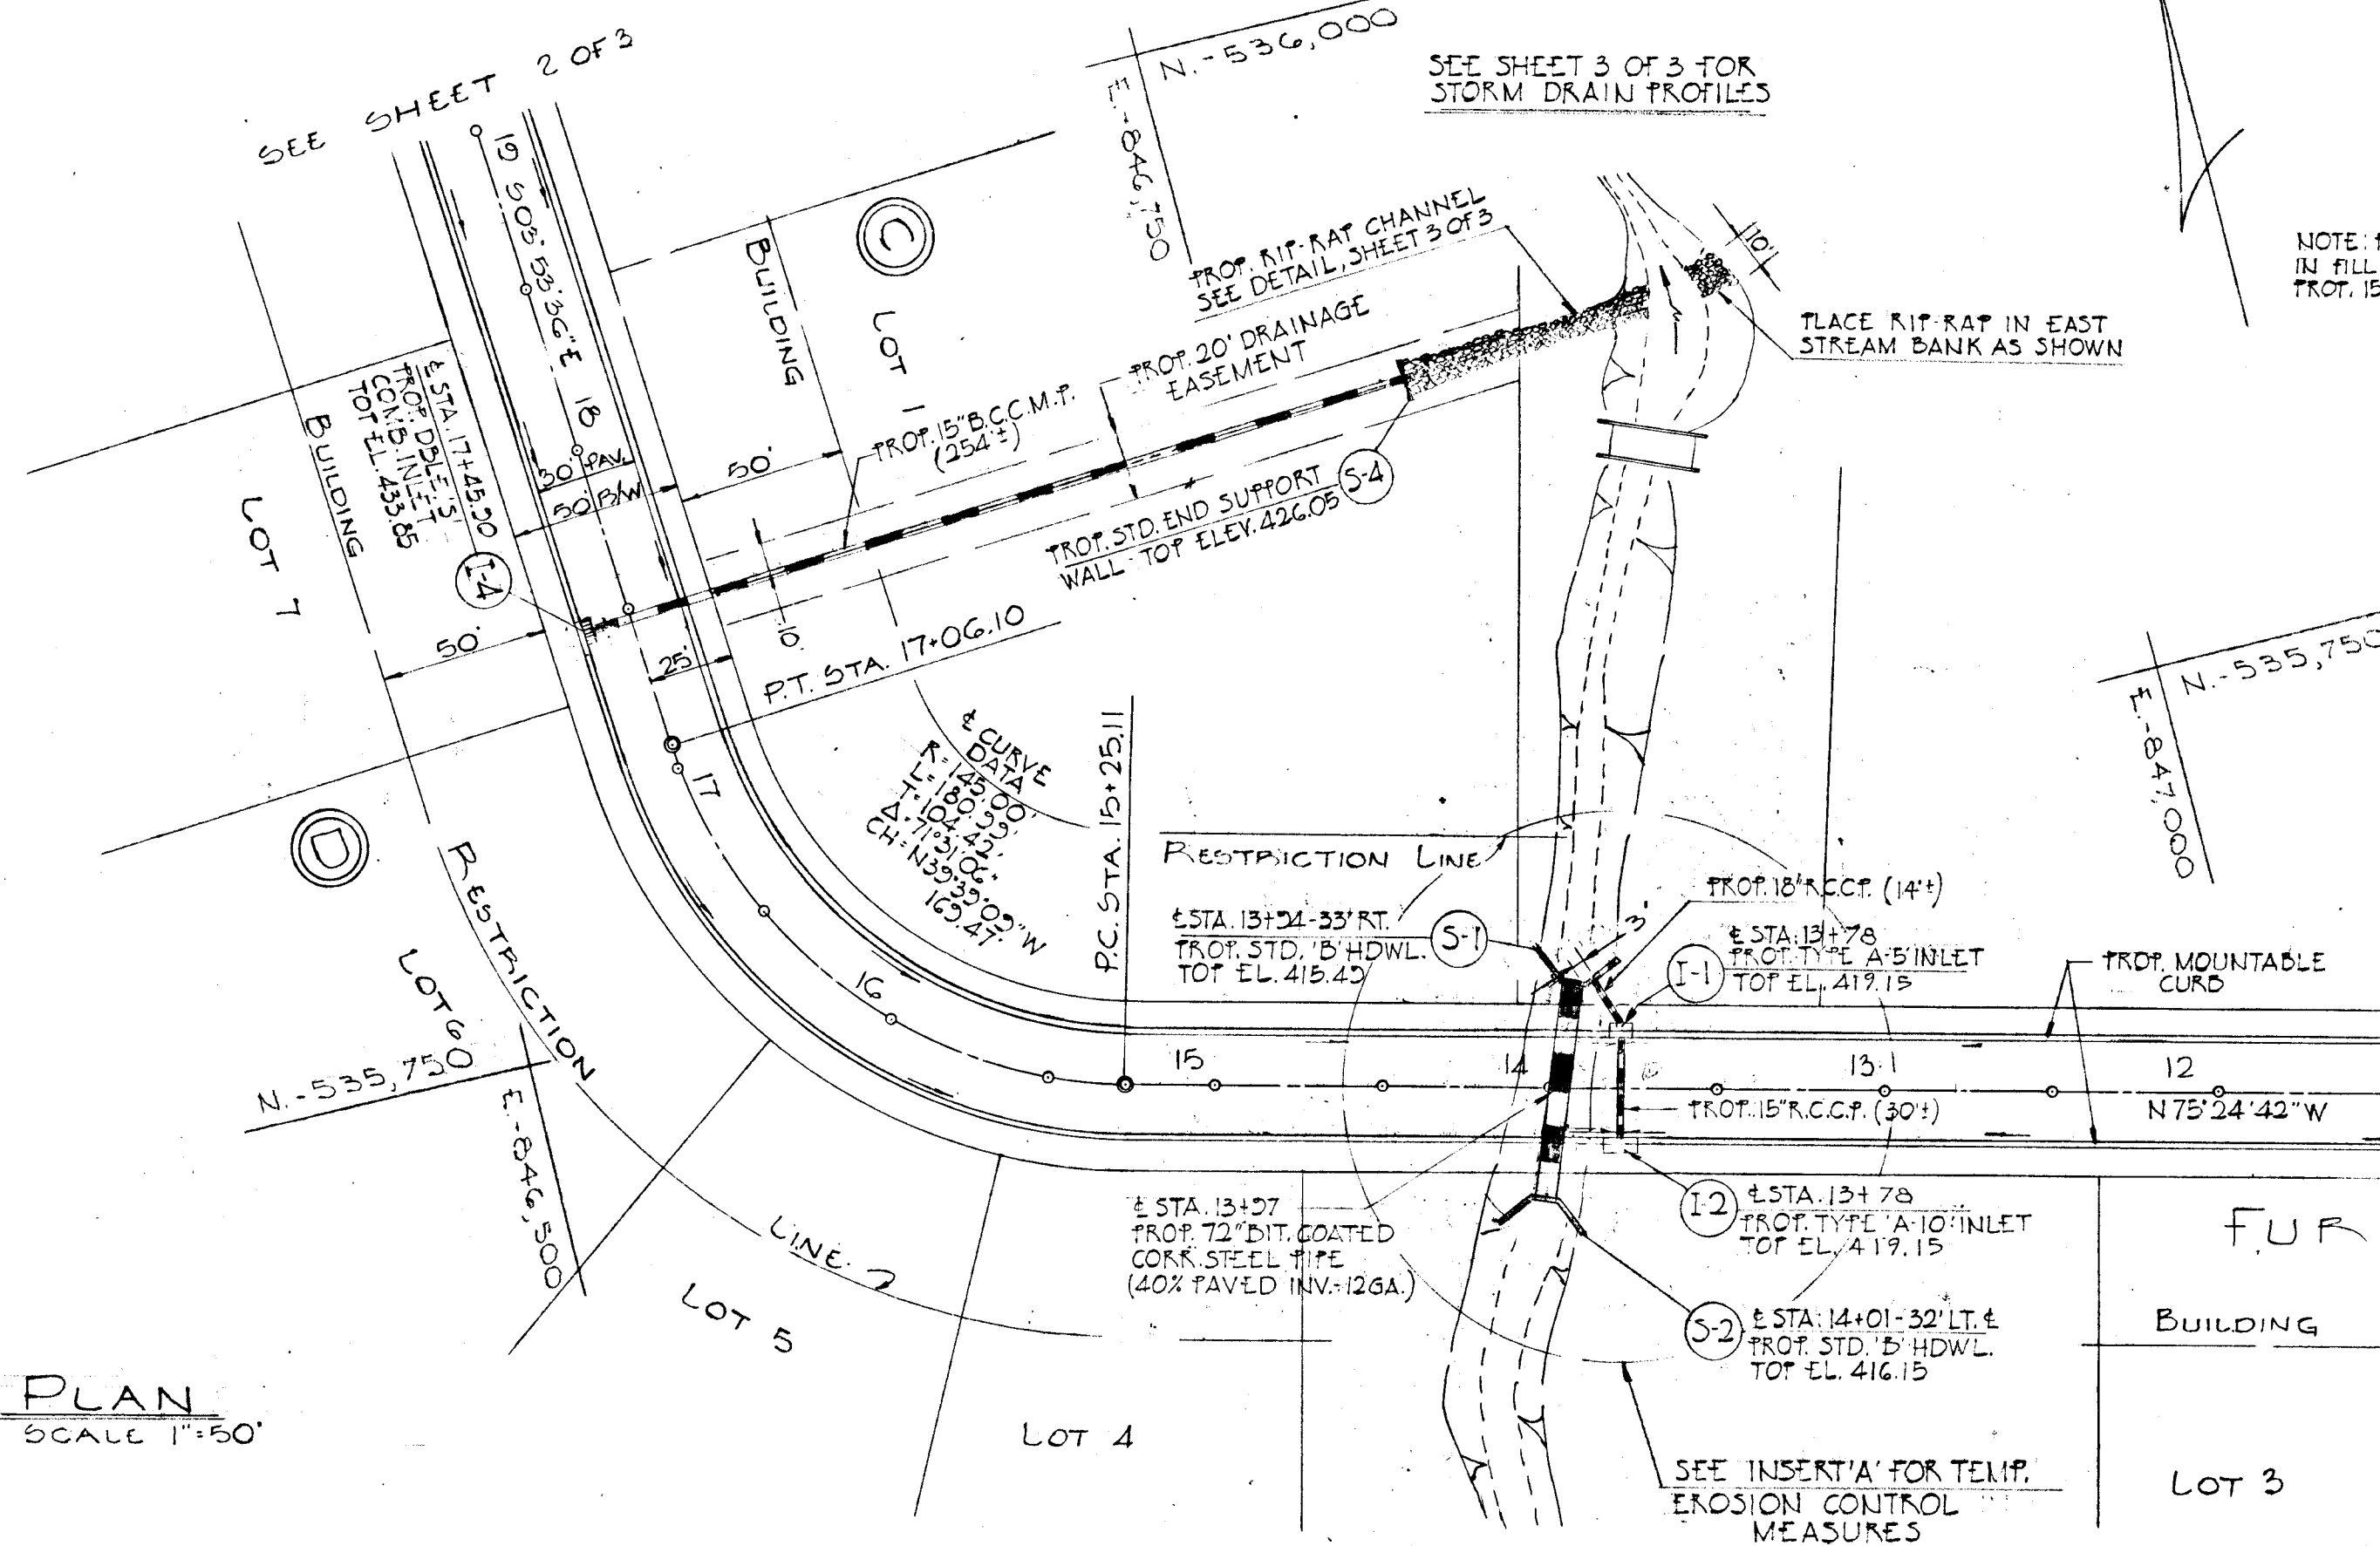 SEE SHEET 2 OF 3
N.-536,000
E.-846,750
SEE SHEET 3 OF 3 FOR
STORM DRAIN PROFILES
19
S03°53'36"E
18
BUILDING
C
LOT 1
PROP. RIP-RAP CHANNEL
SEE DETAIL, SHEET 3 OF 3
10'
NOTE:
IN FILL
PROP. 15
PLACE RIP-RAP IN EAST
STREAM BANK AS SHOWN
PROP. 20' DRAINAGE
EASEMENT
PROP. 15" B.C.C.M.P.
(254'±)
℄ STA. 17+45.90
PROP. DBLE. 'S'
COMB. INLET
TOP EL. 433.85
BUILDING
LOT 7
30' PAV.
50' R/W
50'
I-4
PROP. STD. END SUPPORT
WALL - TOP ELEV. 426.05
S-4
50'
25'
10
P.T. STA. 17+06.10
17
℄ CURVE
DATA
R=145.00'
L=180.99'
T=104.42'
Δ=71°31'06"
CH=N39°39'09"W
169.47'
P.C. STA. 15+25.11
N.-535,750
E.-847,000
D
RESTRICTION
LINE
LOT 6
N.-535,750
E.-846,500
16
RESTRICTION LINE
℄ STA. 13+94-33' RT.
PROP. STD. 'B' HDWL.
TOP EL. 415.49
S-1
PROP. 18" R.C.C.P. (14'±)
3'
I-1
℄ STA. 13+78
PROP. TYPE A-5' INLET
TOP EL. 419.15
PROP. MOUNTABLE
CURB
15
14
13
12
PROP. 15" R.C.C.P. (30'±)
N 75°24'42"W
℄ STA. 13+97
PROP. 72" BIT. COATED
CORR. STEEL PIPE
(40% PAVED INV.-12GA.)
I-2
℄ STA. 13+78
PROP. TYPE 'A-10' INLET
TOP EL. 419.15
FUR
S-2
℄ STA. 14+01-32' LT. ℄
PROP. STD. 'B' HDWL.
TOP EL. 416.15
BUILDING
LOT 5
LOT 4
LOT 3
PLAN
SCALE 1"=50'
SEE INSERT 'A' FOR TEMP.
EROSION CONTROL
MEASURES